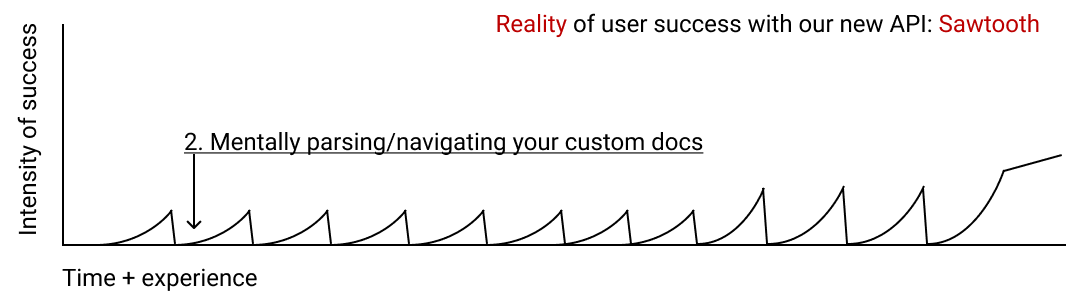 Reality of user success with our new API: Sawtooth
Intensity of success
2. Mentally parsing/navigating your custom docs
Time + experience